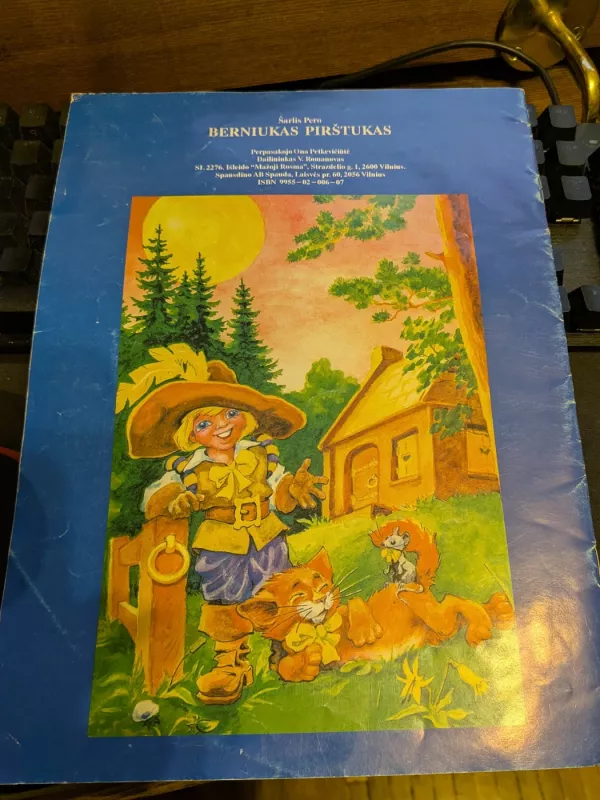 Šarlis Pero
BERNIUKAS PIRŠTUKAS
Perpasakojo Ona Petkevičiūtė
Dailininkas V. Romanovas
SL 2276. Išleido "Mažoji Rosma", Strazdelio g. 1, 2600 Vilnius.
Spausdino AB Spauda, Laisvės pr. 60, 2056 Vilnius
ISBN 9955-02-006-07